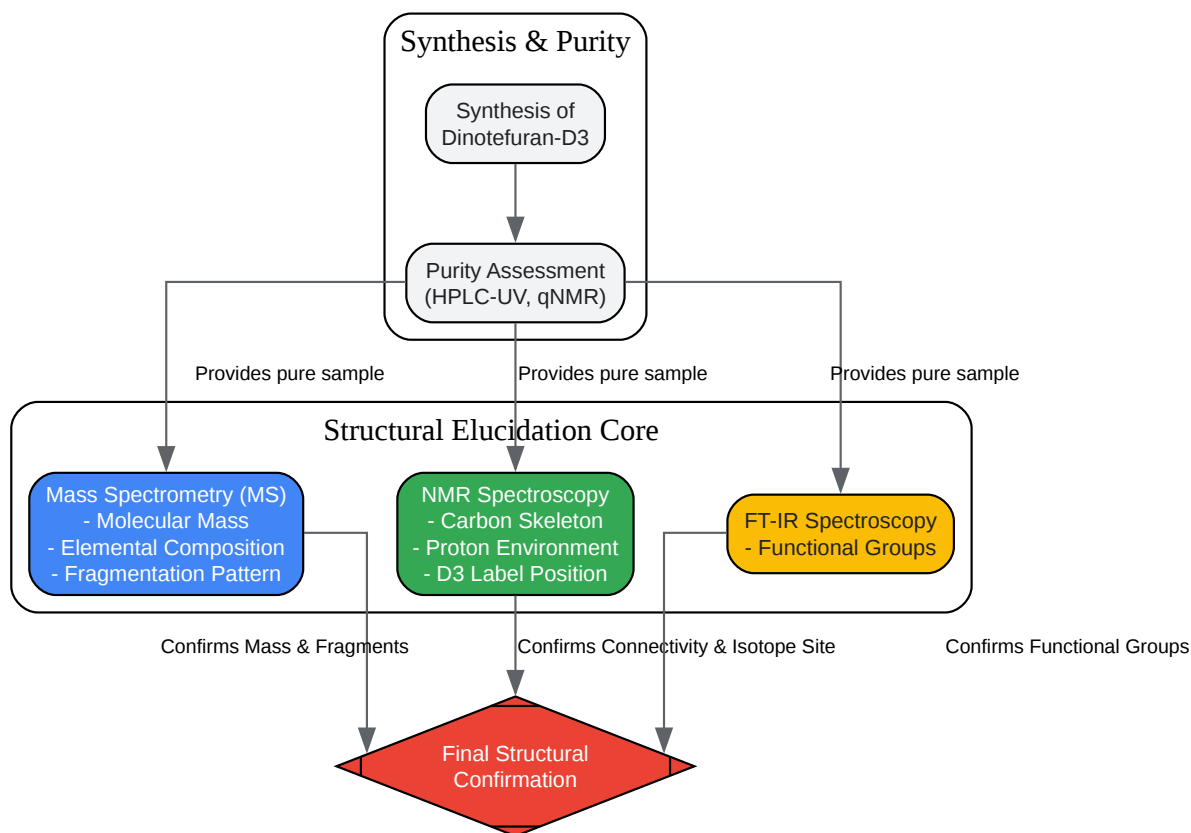 Synthesis & Purity
Synthesis of
Dinotefuran-D3
Purity Assessment
(HPLC-UV, qNMR)
Provides pure sample
Provides pure sample
Provides pure sample
Structural Elucidation Core
Mass Spectrometry (MS)
- Molecular Mass
- Elemental Composition
- Fragmentation Pattern
NMR Spectroscopy
- Carbon Skeleton
- Proton Environment
- D3 Label Position
FT-IR Spectroscopy
- Functional Groups
Confirms Mass & Fragments
Confirms Connectivity & Isotope Site
Confirms Functional Groups
Final Structural
Confirmation